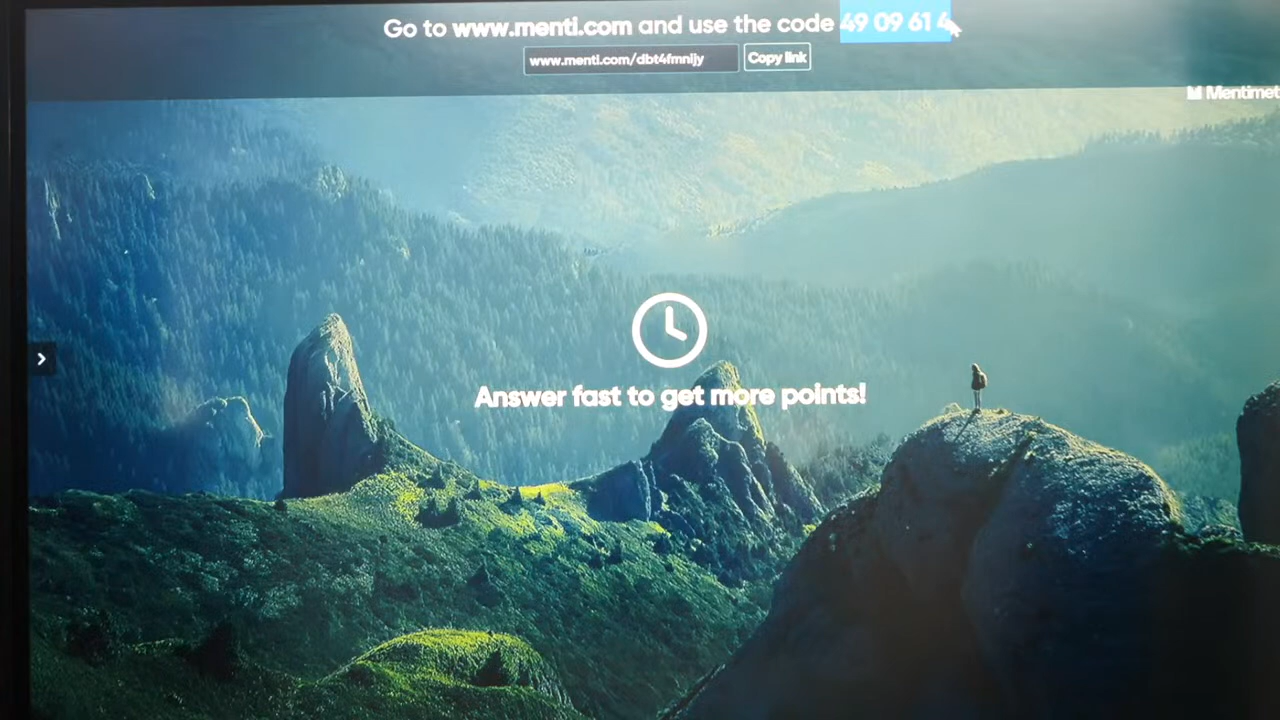 Go to www.menti.com and use the code 49 09 61 4
www.menti.com/dbt4fmnijy
Copy link
Mentimet
Answer fast to get more points!